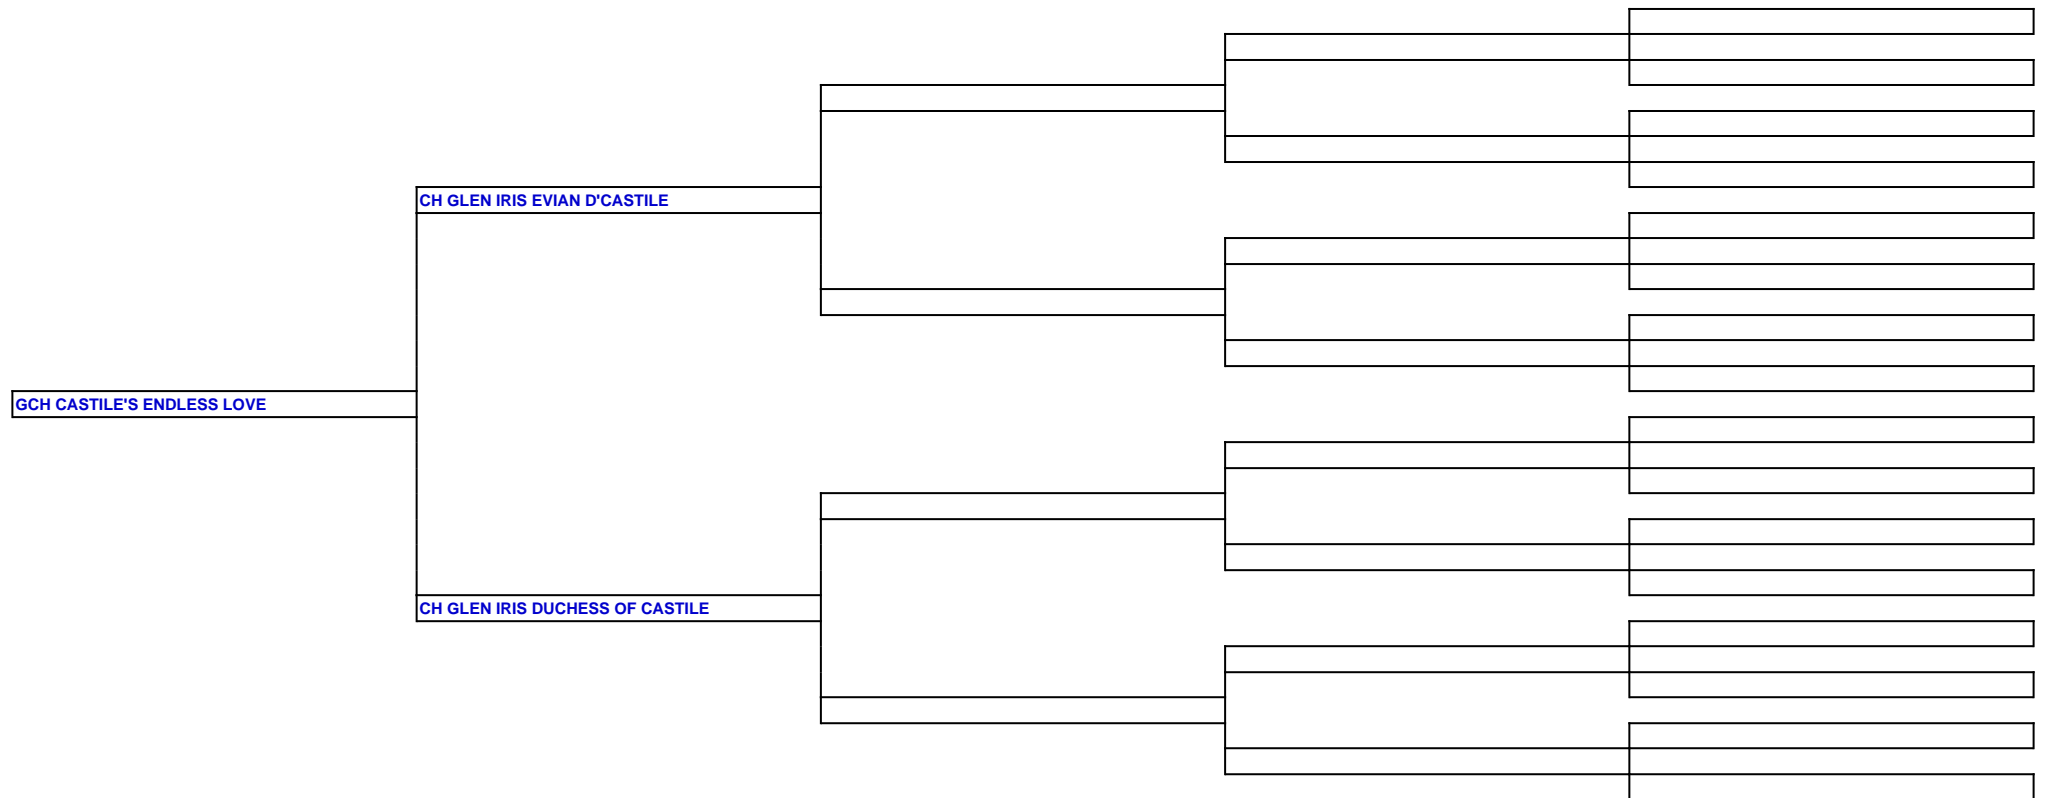 CH GLEN IRIS EVIAN D'CASTILE
GCH CASTILE'S ENDLESS LOVE
CH GLEN IRIS DUCHESS OF CASTILE